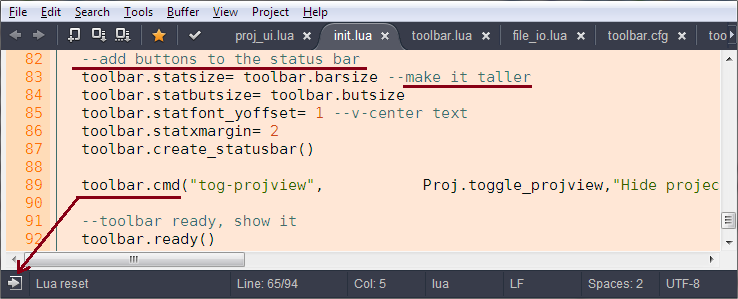 File Edit Search Tools Buffer View Project Help
proj_ui.lua init.lua toolbar.lua file_io.lua toolbar.cfg too
82 --add buttons to the status bar
83 toolbar.statsize= toolbar.barsize --make it taller
84 toolbar.statbutsize= toolbar.butsize
85 toolbar.statfont_yoffset= 1 --v-center text
86 toolbar.statxmargin= 2
87 toolbar.create_statusbar()
88
89 toolbar.cmd("tog-projview", Proj.toggle_projview,"Hide projec
90
91 --toolbar ready, show it
92 toolbar.ready()
Lua reset Line: 65/94 Col: 5 lua LF Spaces: 2 UTF-8